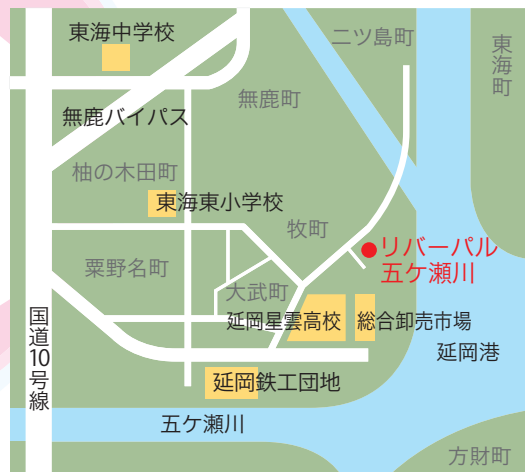 東海中学校
二ツ島町
東海町
無鹿町
無鹿バイパス
柚の木田町
東海東小学校
牧町
リバーパル
五ケ瀬川
粟野名町
大武町
国道10号線
延岡星雲高校
総合卸売市場
延岡港
延岡鉄工団地
五ケ瀬川
方財町